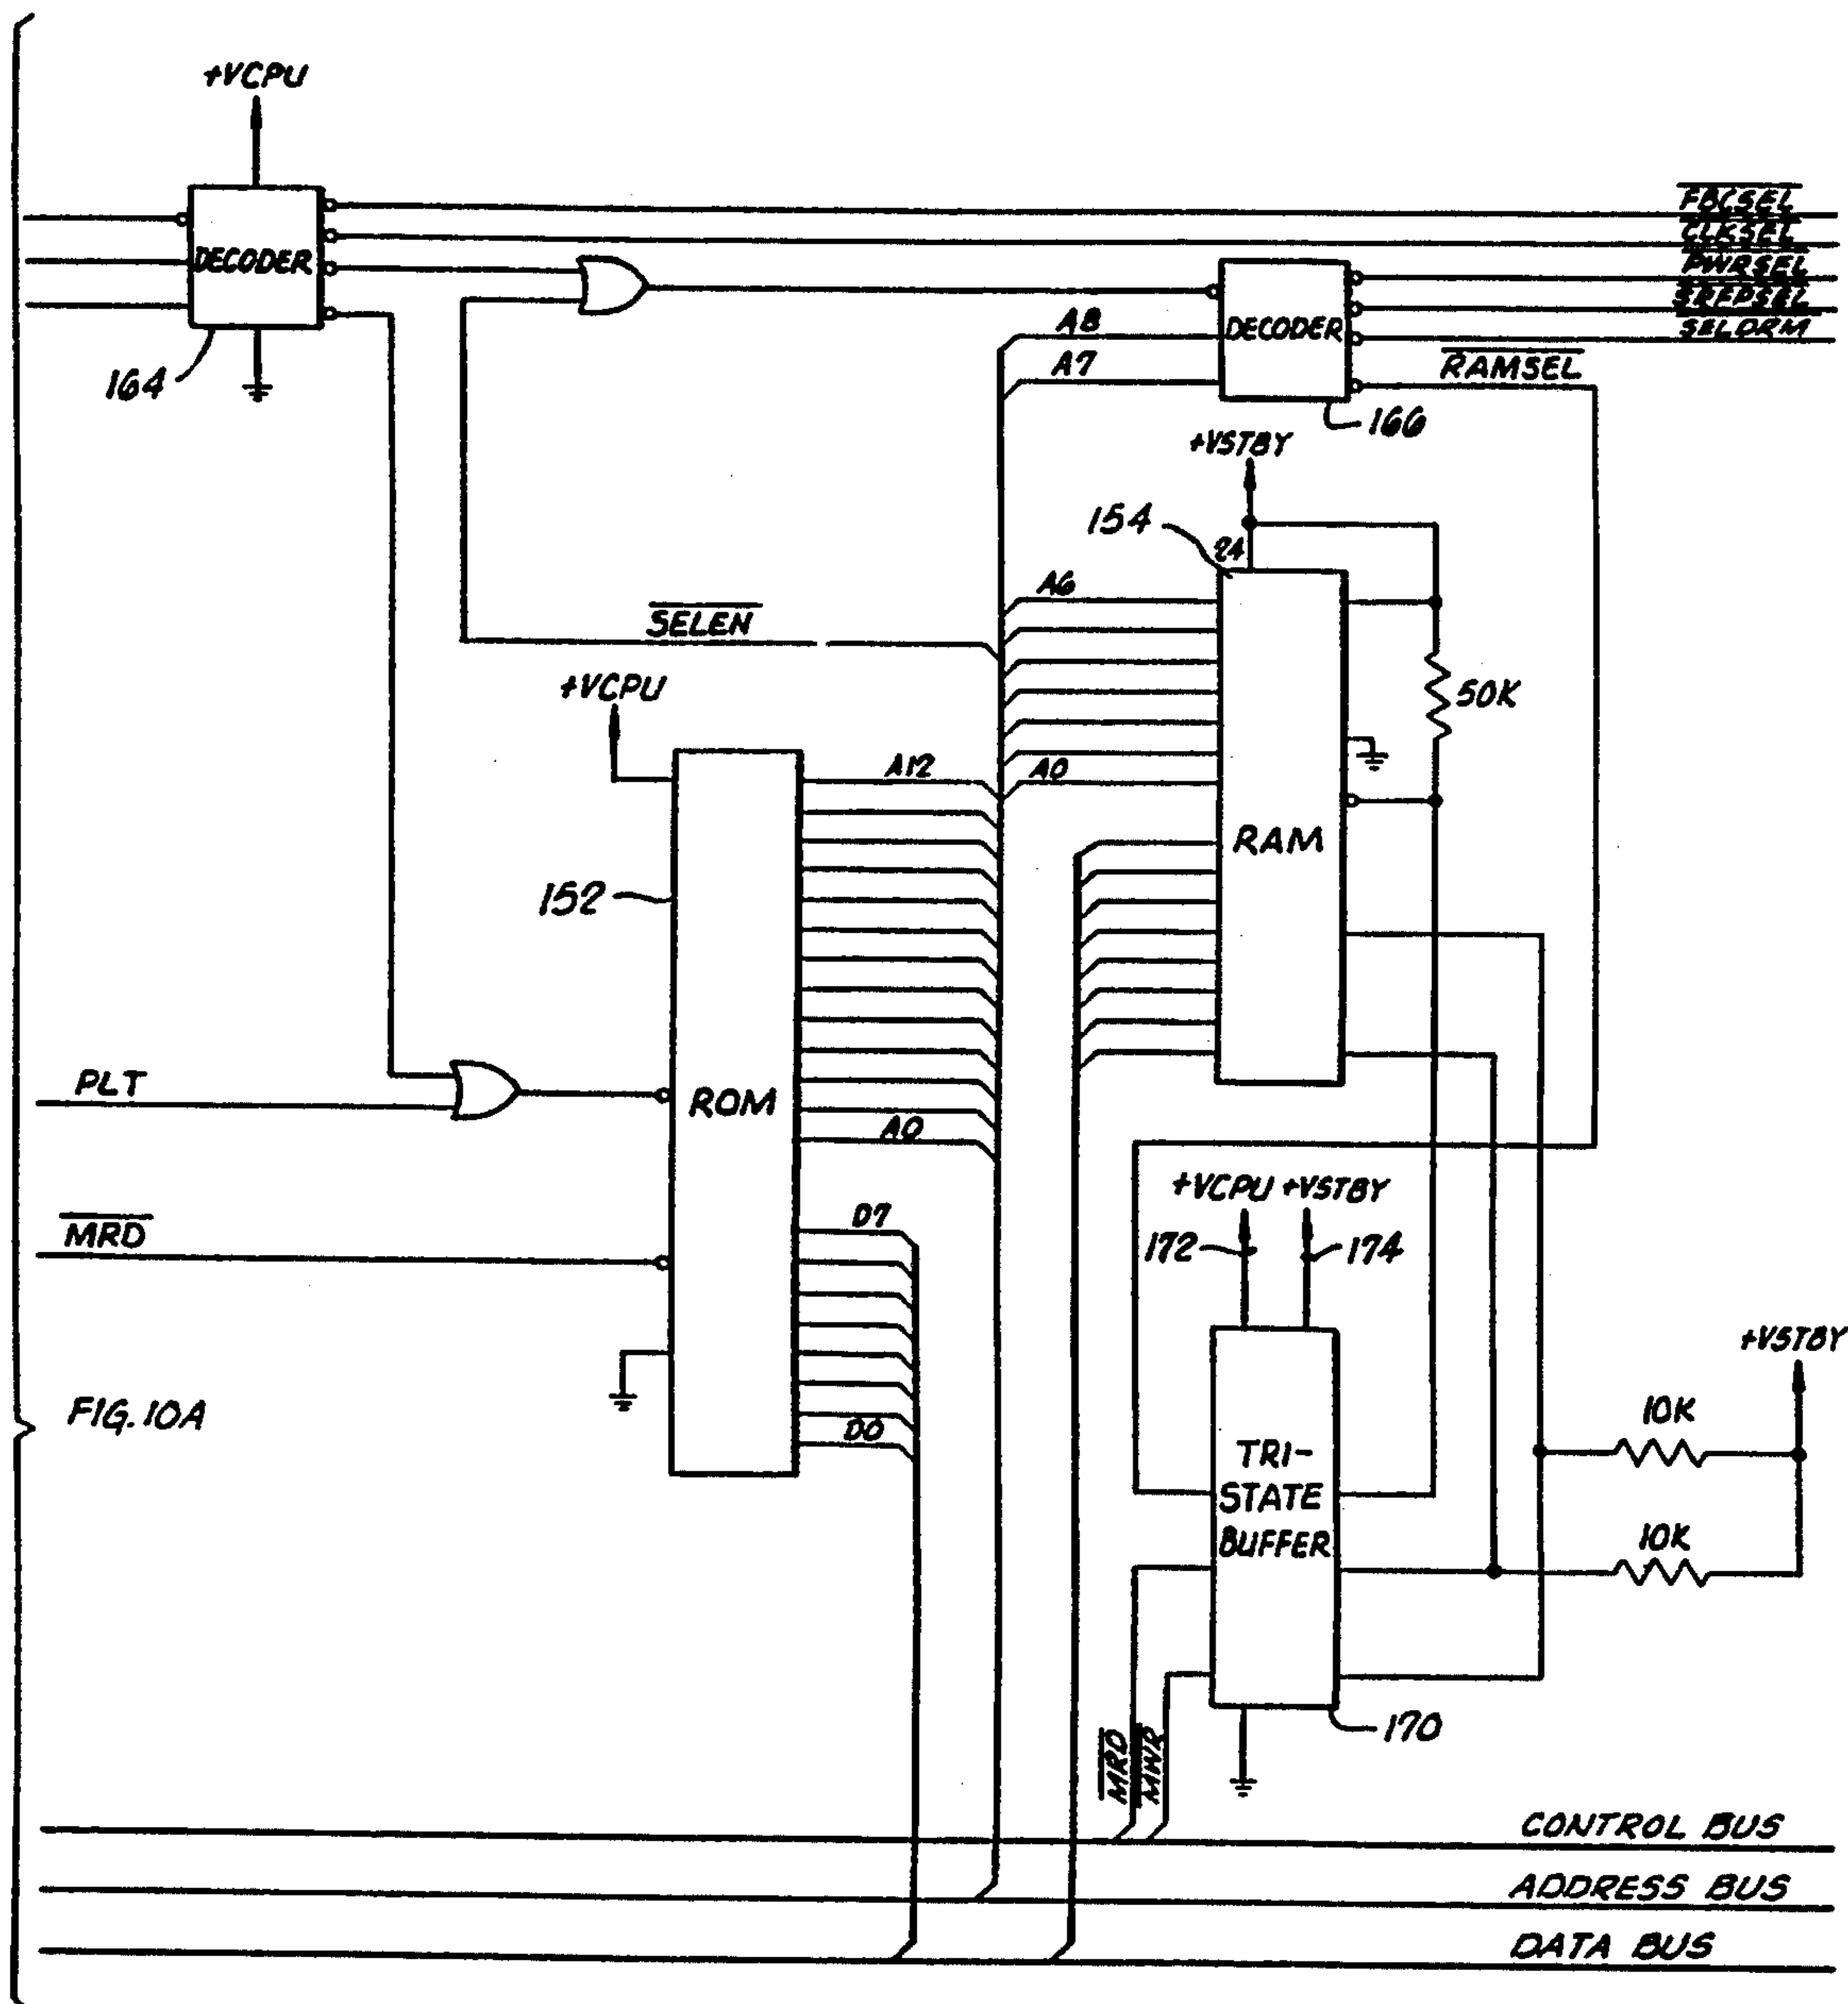 +VCPU
DECODER
164
FBCSEL
CLKSEL
PWRSEL
SREPSEL
SELDRM
DECODER
A8
A7
RAMSEL
166
+VSTBY
154
24
A6
SELEN
50K
+VCPU
A12
A0
RAM
152
ROM
PLT
A0
MRD
D7
+VCPU
+VSTBY
172
174
D0
FIG. 10A
TRI-
STATE
BUFFER
+VSTBY
10K
10K
170
MRD
MWR
CONTROL BUS
ADDRESS BUS
DATA BUS